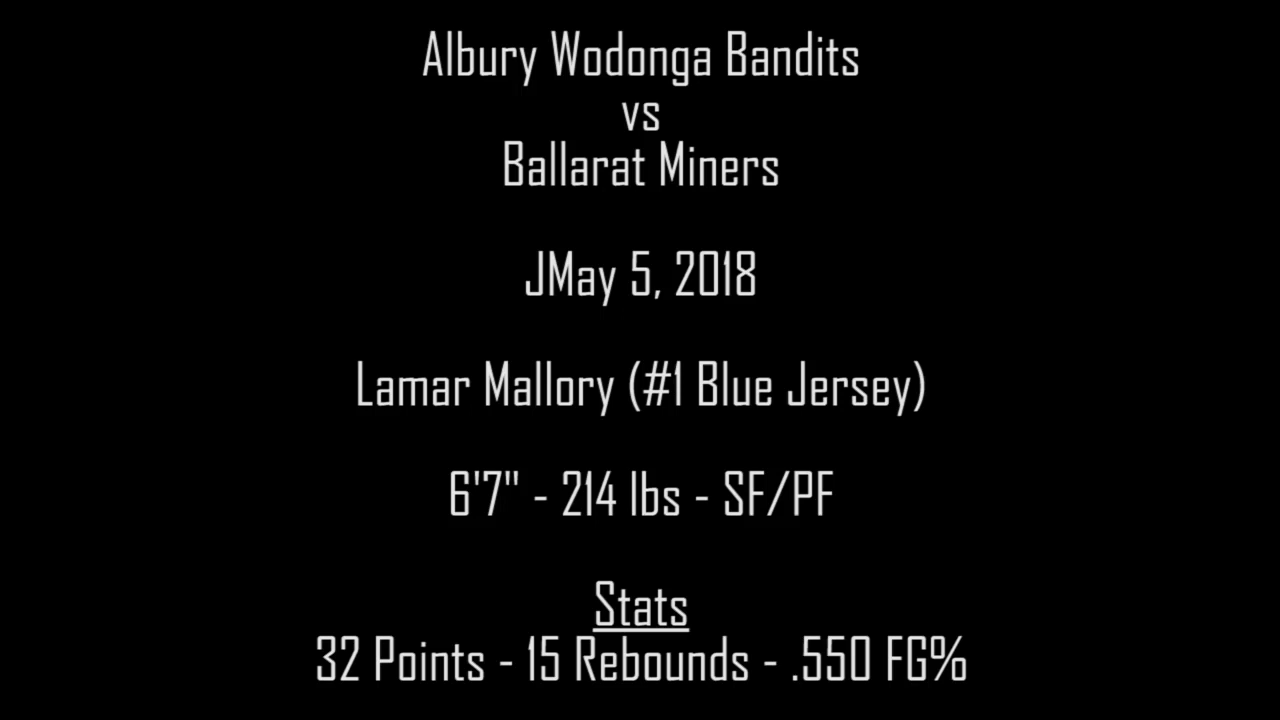 Albury Wodonga Bandits
vs
Ballarat Miners
JMay 5, 2018
Lamar Mallory (#1 Blue Jersey)
6'7" - 214 lbs - SF/PF
Stats
32 Points - 15 Rebounds - .550 FG%